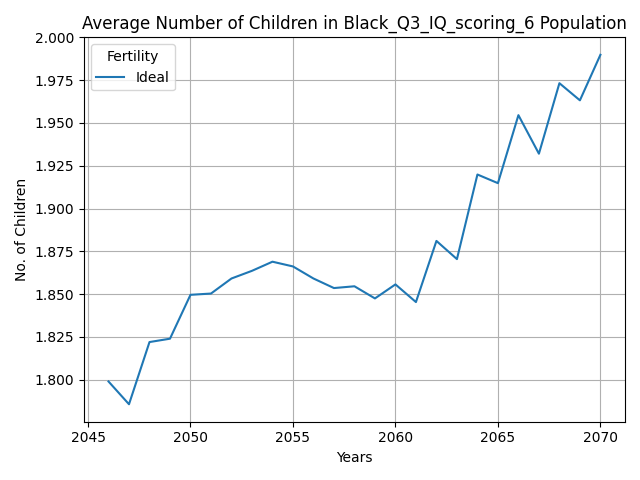 Average Number of Children in Black_Q3_IQ_scoring_6 Population
2.000
1.975
1.950
1.925
1.900
1.875
1.850
1.825
1.800
No. of Children
Fertility
Ideal
2045 2050 2055 2060 2065 2070
Years